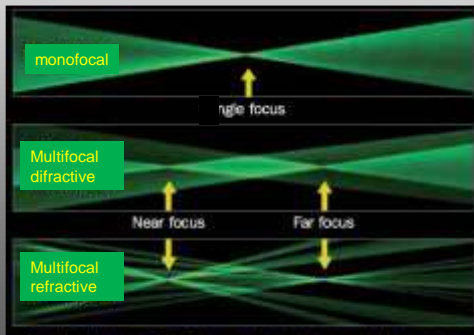 monofocal
ngle focus
Multifocal
difractive
Near focus Far focus
Multifocal
refractive